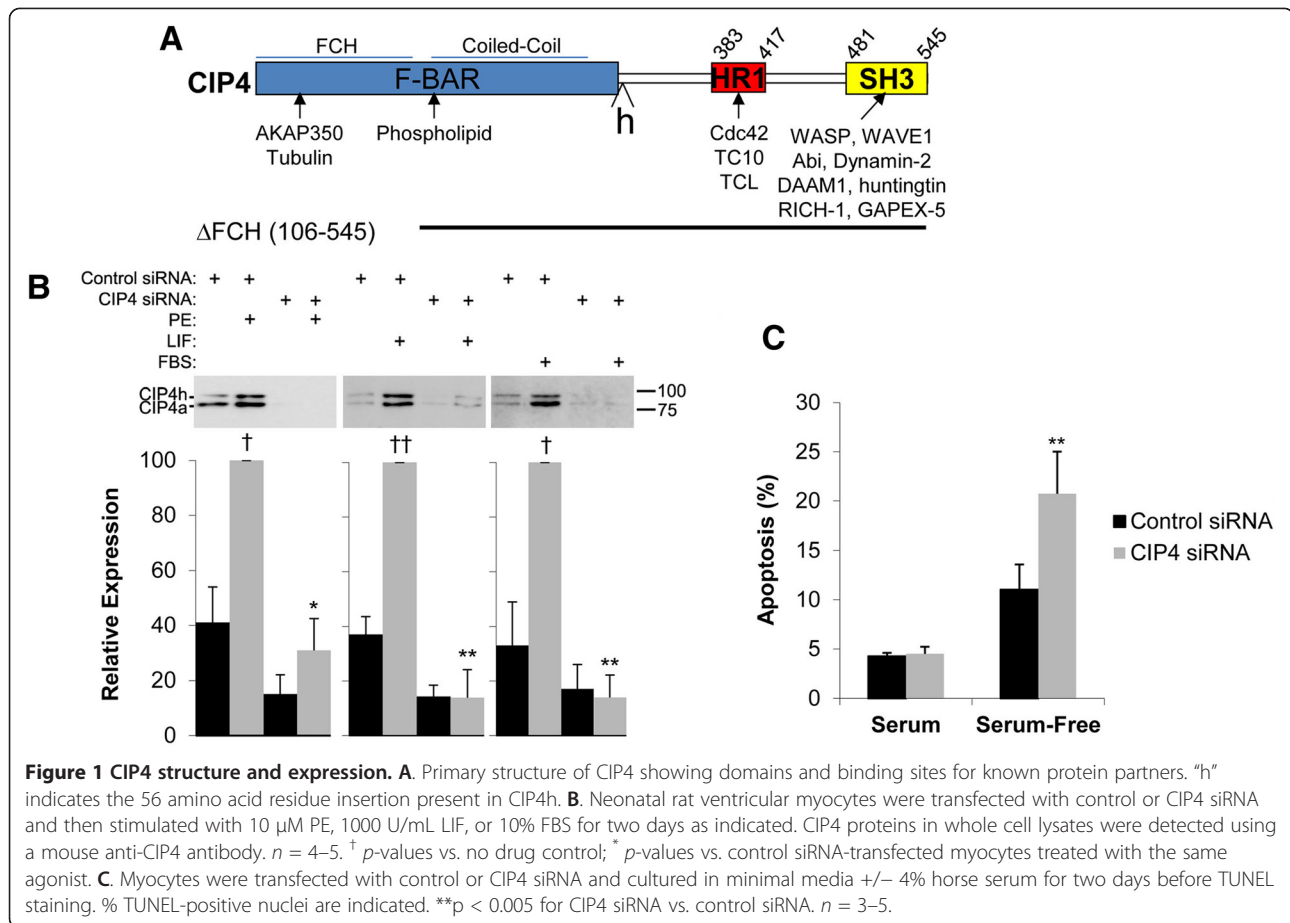 A
FCH
Coiled-Coil
383
417
481
545
CIP4
F-BAR
HR1
SH3
h
AKAP350
Tubulin
Phospholipid
Cdc42
TC10
TCL
WASP, WAVE1
Abi, Dynamin-2
DAAM1, huntingtin
RICH-1, GAPEX-5
ΔFCH (106-545)
B
Control siRNA: + + + + + +
CIP4 siRNA: + + + + + +
PE: + +
LIF: + +
FBS: + +
CIP4h
CIP4a
100
75
† †† †
* ** **
Relative Expression
100
80
60
40
20
0
C
Apoptosis (%)
30
25
20
15
10
5
0
**
Serum
Serum-Free
Control siRNA
CIP4 siRNA
Figure 1 CIP4 structure and expression. A. Primary structure of CIP4 showing domains and binding sites for known protein partners. “h”
indicates the 56 amino acid residue insertion present in CIP4h. B. Neonatal rat ventricular myocytes were transfected with control or CIP4 siRNA
and then stimulated with 10 μM PE, 1000 U/mL LIF, or 10% FBS for two days as indicated. CIP4 proteins in whole cell lysates were detected using
a mouse anti-CIP4 antibody. n = 4–5. † p-values vs. no drug control; * p-values vs. control siRNA-transfected myocytes treated with the same
agonist. C. Myocytes were transfected with control or CIP4 siRNA and cultured in minimal media +/− 4% horse serum for two days before TUNEL
staining. % TUNEL-positive nuclei are indicated. **p < 0.005 for CIP4 siRNA vs. control siRNA. n = 3–5.